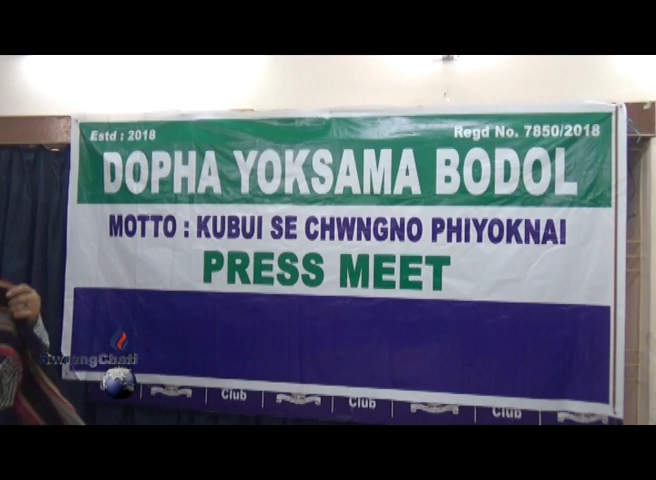 Estd : 2018
Regd No. 7850/2018
DOPHA YOKSAMA BODOL
MOTTO : KUBUI SE CHWNGNO PHIYOKNAI
PRESS MEET
Club
Club
Club